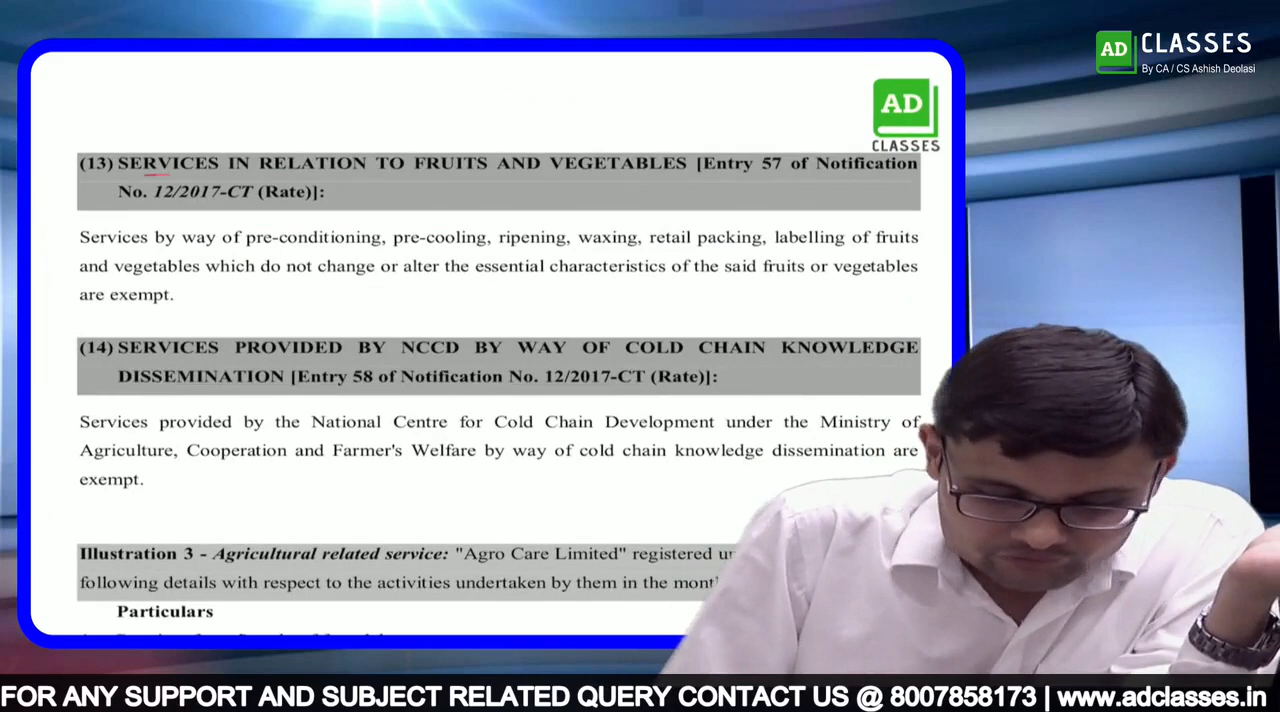 AD CLASSES
By CA / CS Ashish Deolasi
AD
CLASSES
(13) SERVICES IN RELATION TO FRUITS AND VEGETABLES [Entry 57 of Notification
No. 12/2017-CT (Rate)]:
Services by way of pre-conditioning, pre-cooling, ripening, waxing, retail packing, labelling of fruits
and vegetables which do not change or alter the essential characteristics of the said fruits or vegetables
are exempt.
(14) SERVICES PROVIDED BY NCCD BY WAY OF COLD CHAIN KNOWLEDGE
DISSEMINATION [Entry 58 of Notification No. 12/2017-CT (Rate)]:
Services provided by the National Centre for Cold Chain Development under the Ministry of
Agriculture, Cooperation and Farmer's Welfare by way of cold chain knowledge dissemination are
exempt.
Illustration 3 - Agricultural related service: "Agro Care Limited" registered
following details with respect to the activities undertaken by them in the
Particulars
FOR ANY SUPPORT AND SUBJECT RELATED QUERY CONTACT US @ 8007858173 | www.adclasses.in